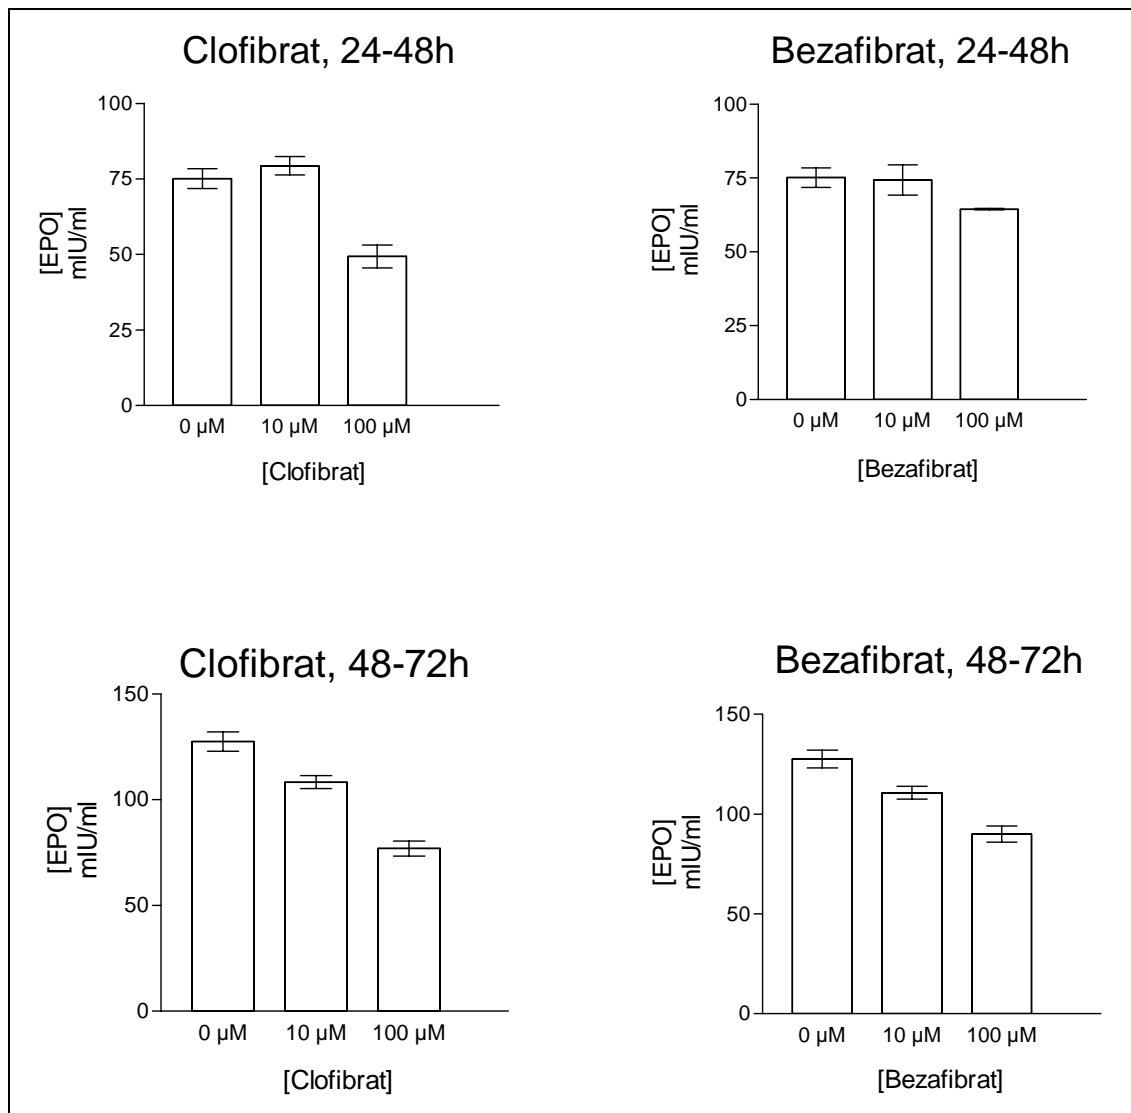 Clofibrat, 24-48h
100
75
50
25
0
[EPO]
mIU/ml
0 µM 10 µM 100 µM
[Clofibrat]
Bezafibrat, 24-48h
100
75
50
25
0
[EPO]
mIU/ml
0 µM 10 µM 100 µM
[Bezafibrat]
Clofibrat, 48-72h
150
100
50
0
[EPO]
mIU/ml
0 µM 10 µM 100 µM
[Clofibrat]
Bezafibrat, 48-72h
150
100
50
0
[EPO]
mIU/ml
0 µM 10 µM 100 µM
[Bezafibrat]